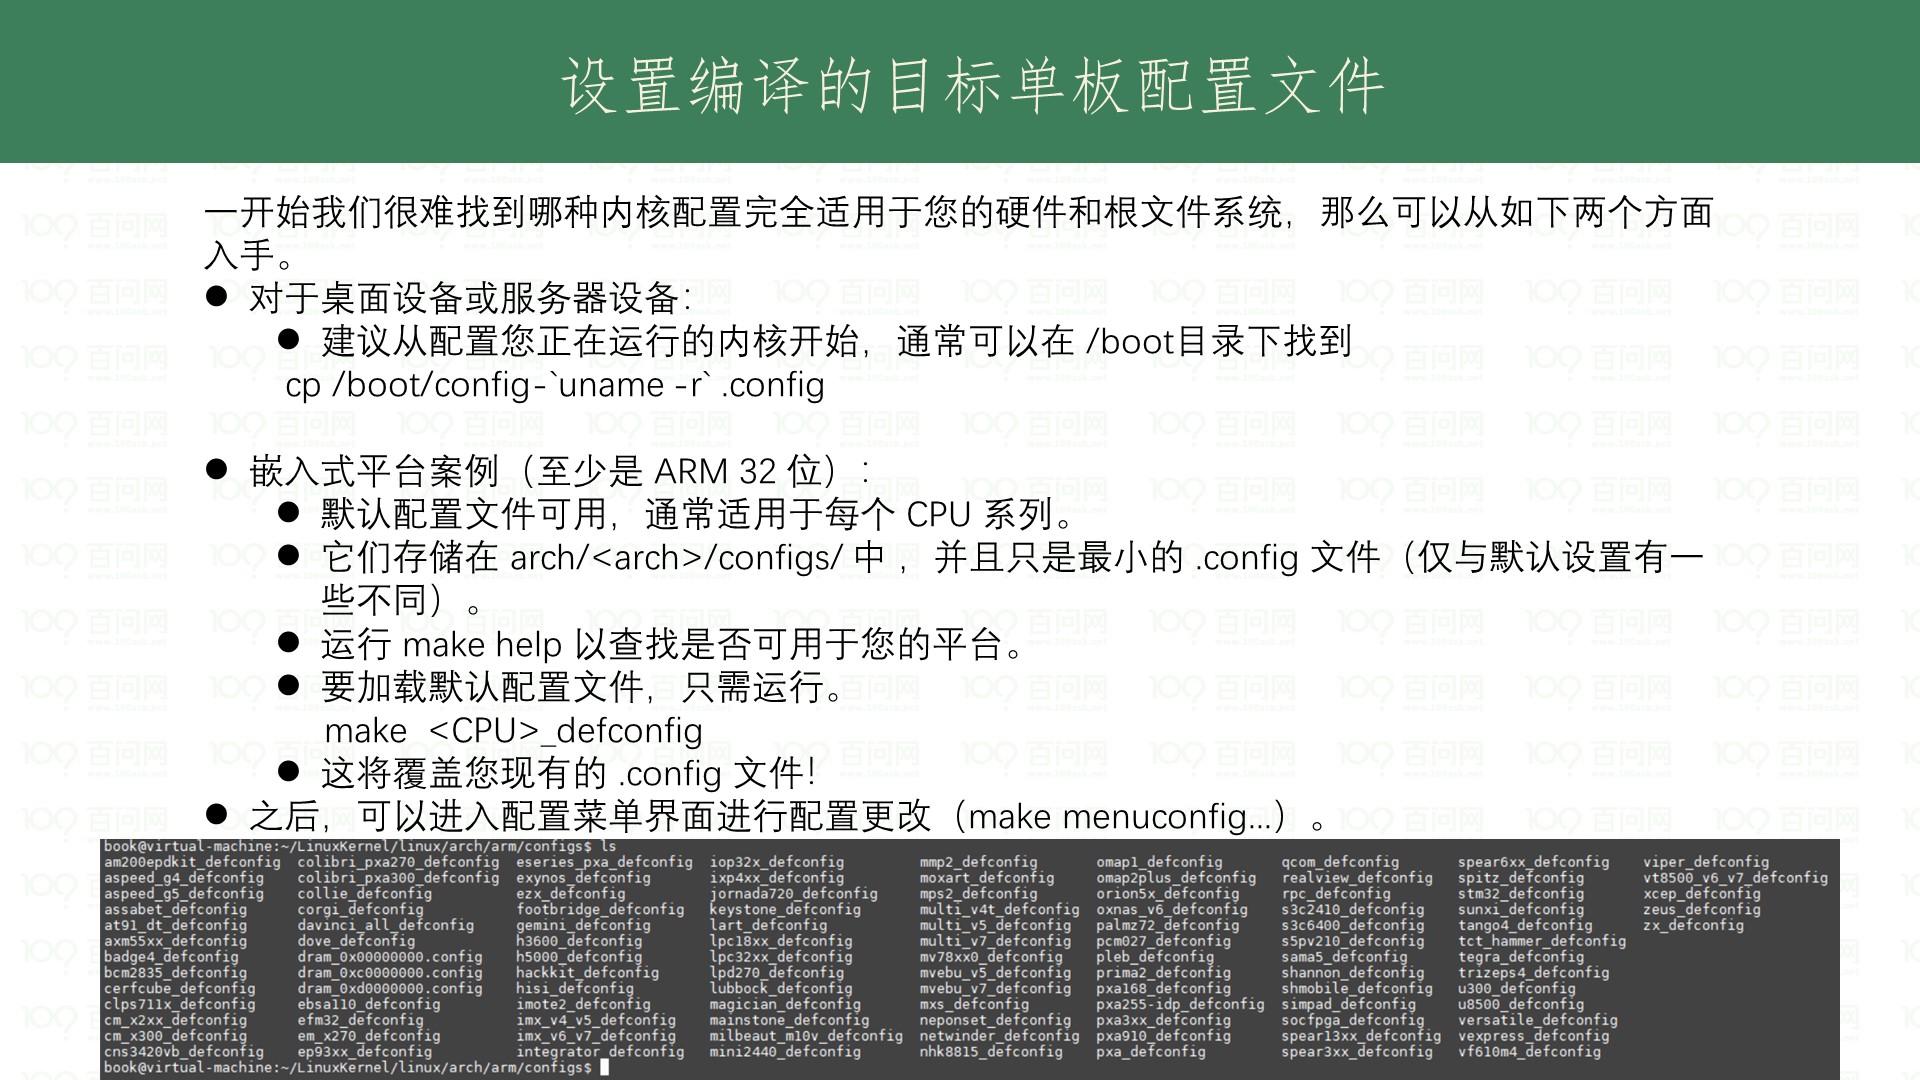 设置编译的目标单板配置文件
一开始我们很难找到哪种内核配置完全适用于您的硬件和根文件系统，那么可以从如下两个方面
入手。
● 对于桌面设备或服务器设备：
● 建议从配置您正在运行的内核开始，通常可以在 /boot目录下找到
cp /boot/config-`uname -r` .config
● 嵌入式平台案例（至少是 ARM 32 位）：
● 默认配置文件可用，通常适用于每个 CPU 系列。
● 它们存储在 arch/<arch>/configs/ 中 ，并且只是最小的 .config 文件（仅与默认设置有一
些不同）。
● 运行 make help 以查找是否可用于您的平台。
● 要加载默认配置文件，只需运行。
make  <CPU>_defconfig
● 这将覆盖您现有的 .config 文件！
● 之后，可以进入配置菜单界面进行配置更改（make menuconfig...）。
book@virtual-machine:~/LinuxKernel/linux/arch/arm/configs$ ls
am200epdkit_defconfig colibri_pxa270_defconfig eseries_pxa_defconfig iop32x_defconfig mmp2_defconfig omap1_defconfig qcom_defconfig spear6xx_defconfig viper_defconfig
aspeed_g4_defconfig colibri_pxa300_defconfig exynos_defconfig ixp4xx_defconfig moxart_defconfig omap2plus_defconfig realview_defconfig spitz_defconfig vt8500_v6_v7_defconfig
aspeed_g5_defconfig collie_defconfig ezx_defconfig jornada720_defconfig mps2_defconfig orion5x_defconfig rpc_defconfig stm32_defconfig xcep_defconfig
assabet_defconfig corgi_defconfig footbridge_defconfig keystone_defconfig multi_v4t_defconfig oxnas_v6_defconfig s3c2410_defconfig sunxi_defconfig zeus_defconfig
at91_dt_defconfig davinci_all_defconfig gemini_defconfig lart_defconfig multi_v5_defconfig palmz72_defconfig s3c6400_defconfig tango4_defconfig zx_defconfig
axm55xx_defconfig dove_defconfig h3600_defconfig lpc18xx_defconfig multi_v7_defconfig pcm027_defconfig s5pv210_defconfig tct_hammer_defconfig
badge4_defconfig dram_0x00000000.config h5000_defconfig lpc32xx_defconfig mv78xx0_defconfig pleb_defconfig sama5_defconfig tegra_defconfig
bcm2835_defconfig dram_0xc0000000.config hackkit_defconfig lpd270_defconfig mvebu_v5_defconfig prima2_defconfig shannon_defconfig trizeps4_defconfig
cerfcube_defconfig dram_0xd0000000.config hisi_defconfig lubbock_defconfig mvebu_v7_defconfig pxa168_defconfig shmobile_defconfig u300_defconfig
clps711x_defconfig ebsa110_defconfig imote2_defconfig magician_defconfig mxs_defconfig pxa255-idp_defconfig simpad_defconfig u8500_defconfig
cm_x2xx_defconfig efm32_defconfig imx_v4_v5_defconfig mainstone_defconfig neponset_defconfig pxa3xx_defconfig socfpga_defconfig versatile_defconfig
cm_x300_defconfig em_x270_defconfig imx_v6_v7_defconfig milbeaut_m10v_defconfig netwinder_defconfig pxa910_defconfig spear13xx_defconfig vexpress_defconfig
cns3420vb_defconfig ep93xx_defconfig integrator_defconfig mini2440_defconfig nhk8815_defconfig pxa_defconfig spear3xx_defconfig vf610m4_defconfig
book@virtual-machine:~/LinuxKernel/linux/arch/arm/configs$